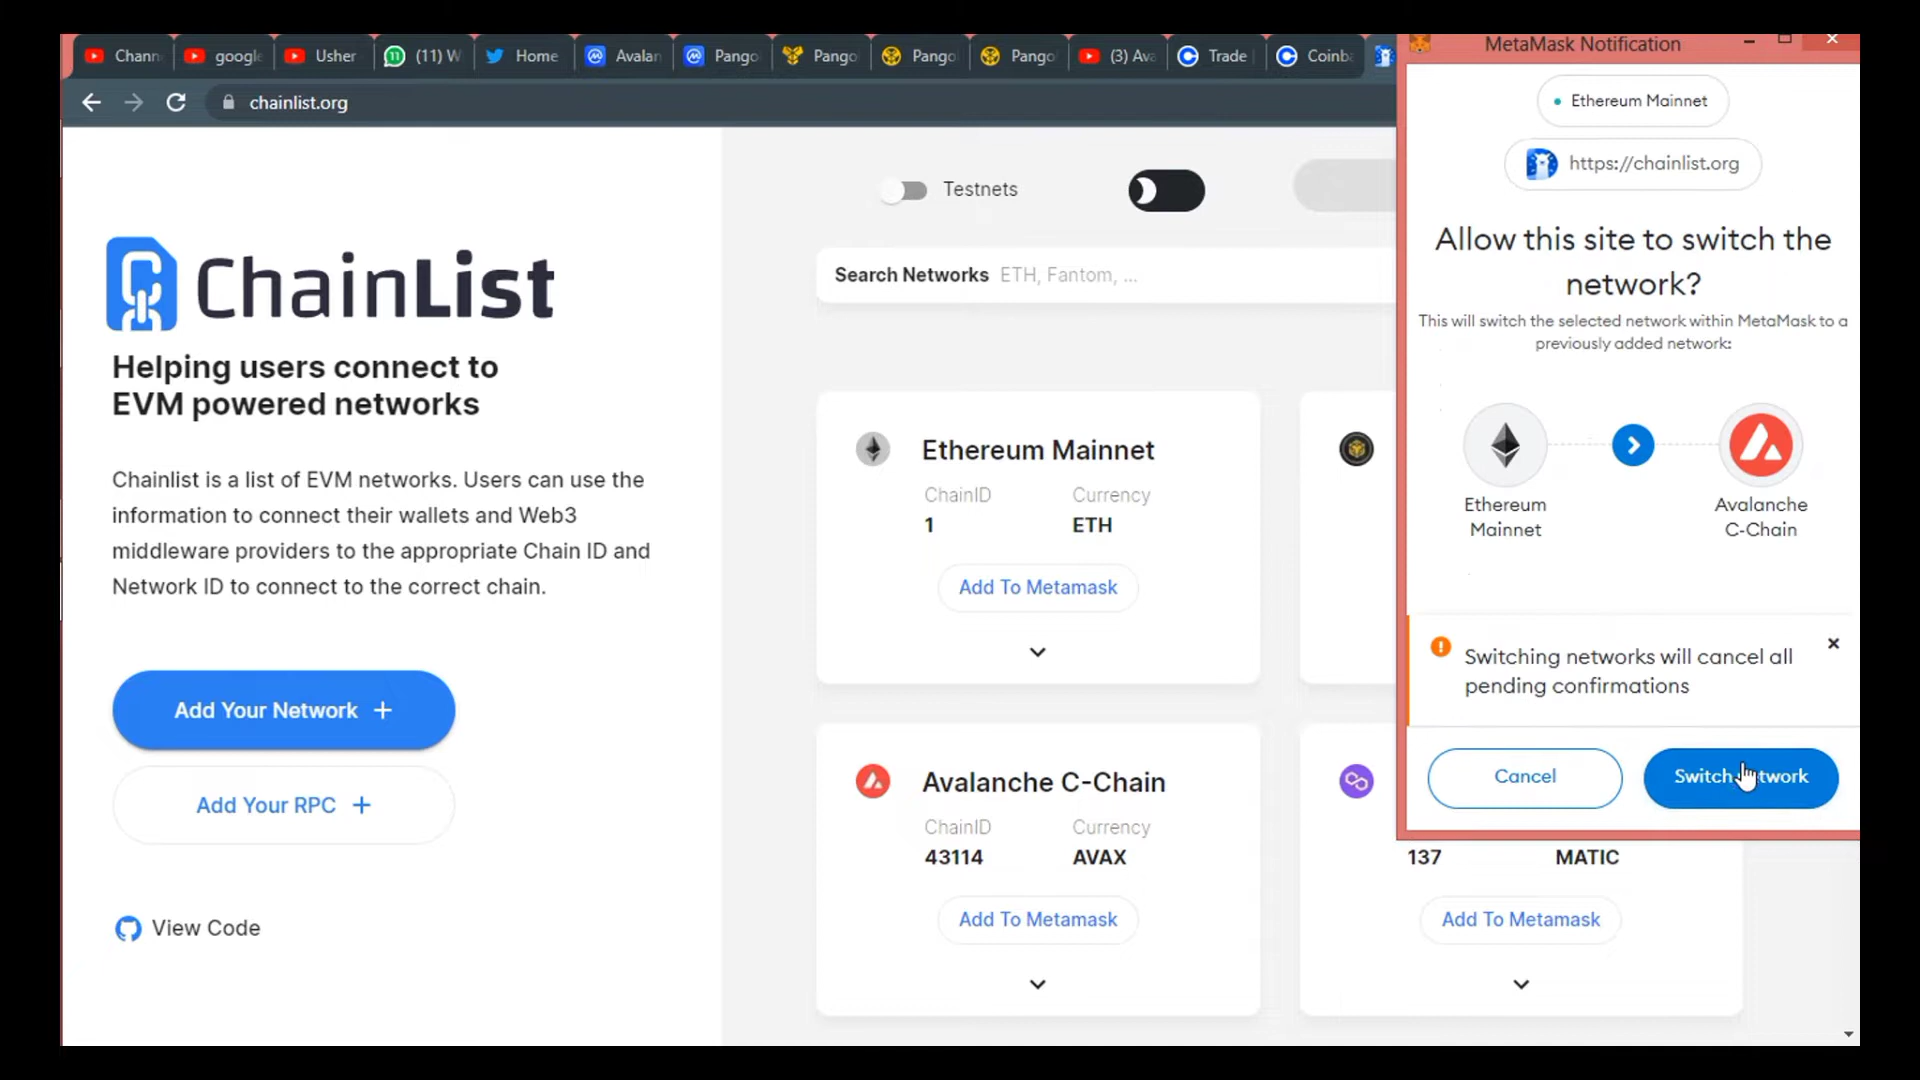 Chann
google
Usher
(11) W
Home
Avalan
Pango
Pango
Pango
Pango
(3) Ava
Trade
Coinb
chainlist.org
Testnets
Search Networks ETH, Fantom, ...
ChainList
Helping users connect to
EVM powered networks
Chainlist is a list of EVM networks. Users can use the
information to connect their wallets and Web3
middleware providers to the appropriate Chain ID and
Network ID to connect to the correct chain.
Add Your Network +
Add Your RPC +
View Code
Ethereum Mainnet
ChainID Currency
1 ETH
Add To Metamask
Avalanche C-Chain
ChainID Currency
43114 AVAX
Add To Metamask
137 MATIC
Add To Metamask
MetaMask Notification
Ethereum Mainnet
https://chainlist.org
Allow this site to switch the
network?
This will switch the selected network within MetaMask to a
previously added network:
Ethereum
Mainnet
Avalanche
C-Chain
Switching networks will cancel all
pending confirmations
Cancel
Switch network